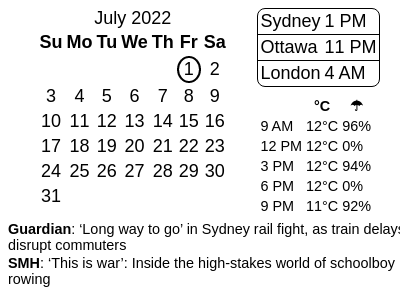 July 2022
Su Mo Tu We Th Fr Sa
1 2
3 4 5 6 7 8 9
10 11 12 13 14 15 16
17 18 19 20 21 22 23
24 25 26 27 28 29 30
31
Sydney 1 PM
Ottawa 11 PM
London 4 AM
°C ☂
9 AM 12°C 96%
12 PM 12°C 0%
3 PM 12°C 94%
6 PM 12°C 0%
9 PM 11°C 92%
Guardian: ‘Long way to go’ in Sydney rail fight, as train delays
disrupt commuters
SMH: ‘This is war’: Inside the high-stakes world of schoolboy
rowing